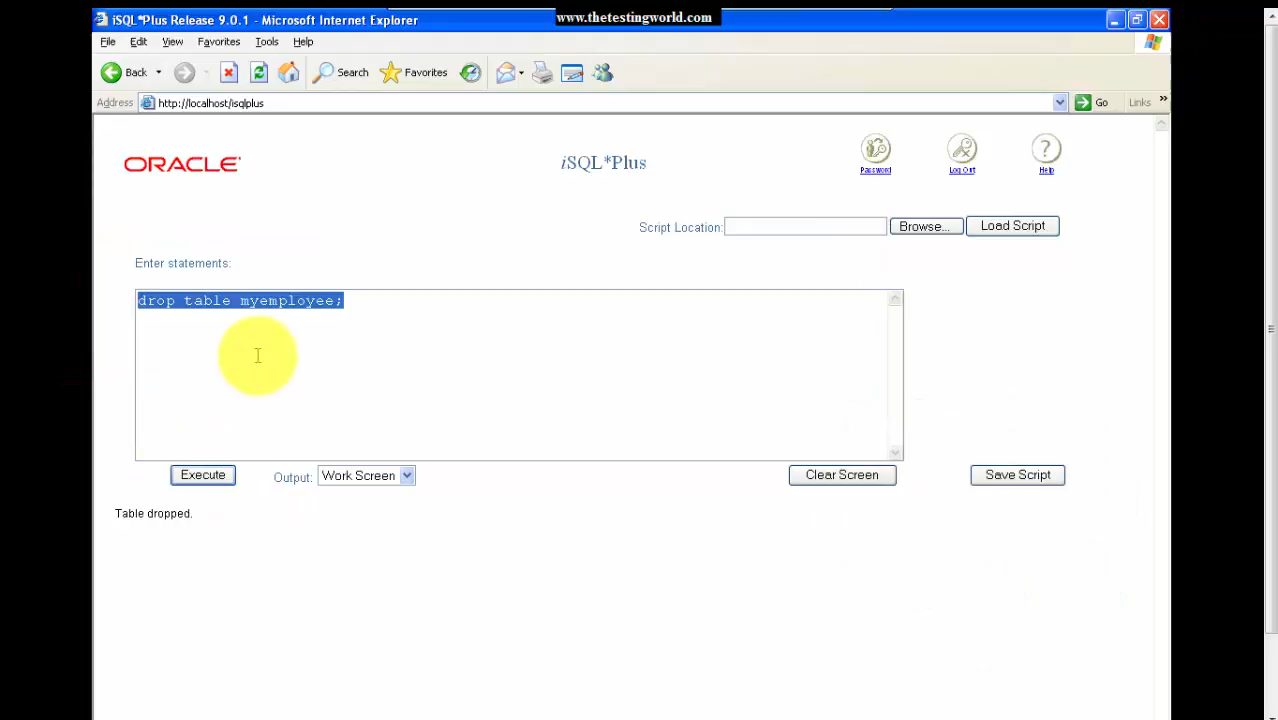 www.thetestingworld.com
iSQL*Plus Release 9.0.1 - Microsoft Internet Explorer
File Edit View Favorites Tools Help
Back Search Favorites
Address http://localhost/isqlplus Go Links »
ORACLE
iSQL*Plus
Password Log Out Help
Script Location: Browse... Load Script
Enter statements:
drop table myemployee;
Execute Output: Work Screen Clear Screen Save Script
Table dropped.